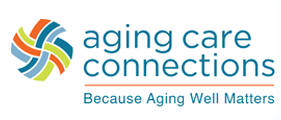 aging care
connections
Because Aging Well Matters